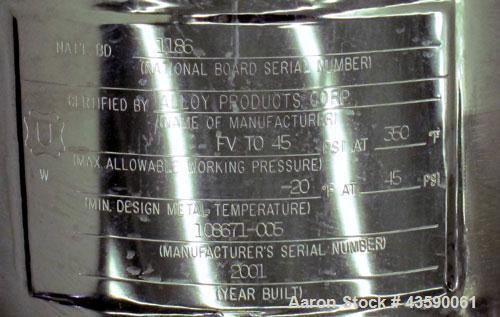 NAT'L BD. 1186
(NATIONAL BOARD SERIAL NUMBER)
CERTIFIED BY ALLOY PRODUCTS CORP.
(NAME OF MANUFACTURER)
U
FV TO 45 PSI AT 350 °F
(MAX. ALLOWABLE WORKING PRESSURE)
W
-20 °F AT 45 PSI
(MIN. DESIGN METAL TEMPERATURE)
108671-005
(MANUFACTURER'S SERIAL NUMBER)
2001
(YEAR BUILT)
Aaron Stock # 43590061